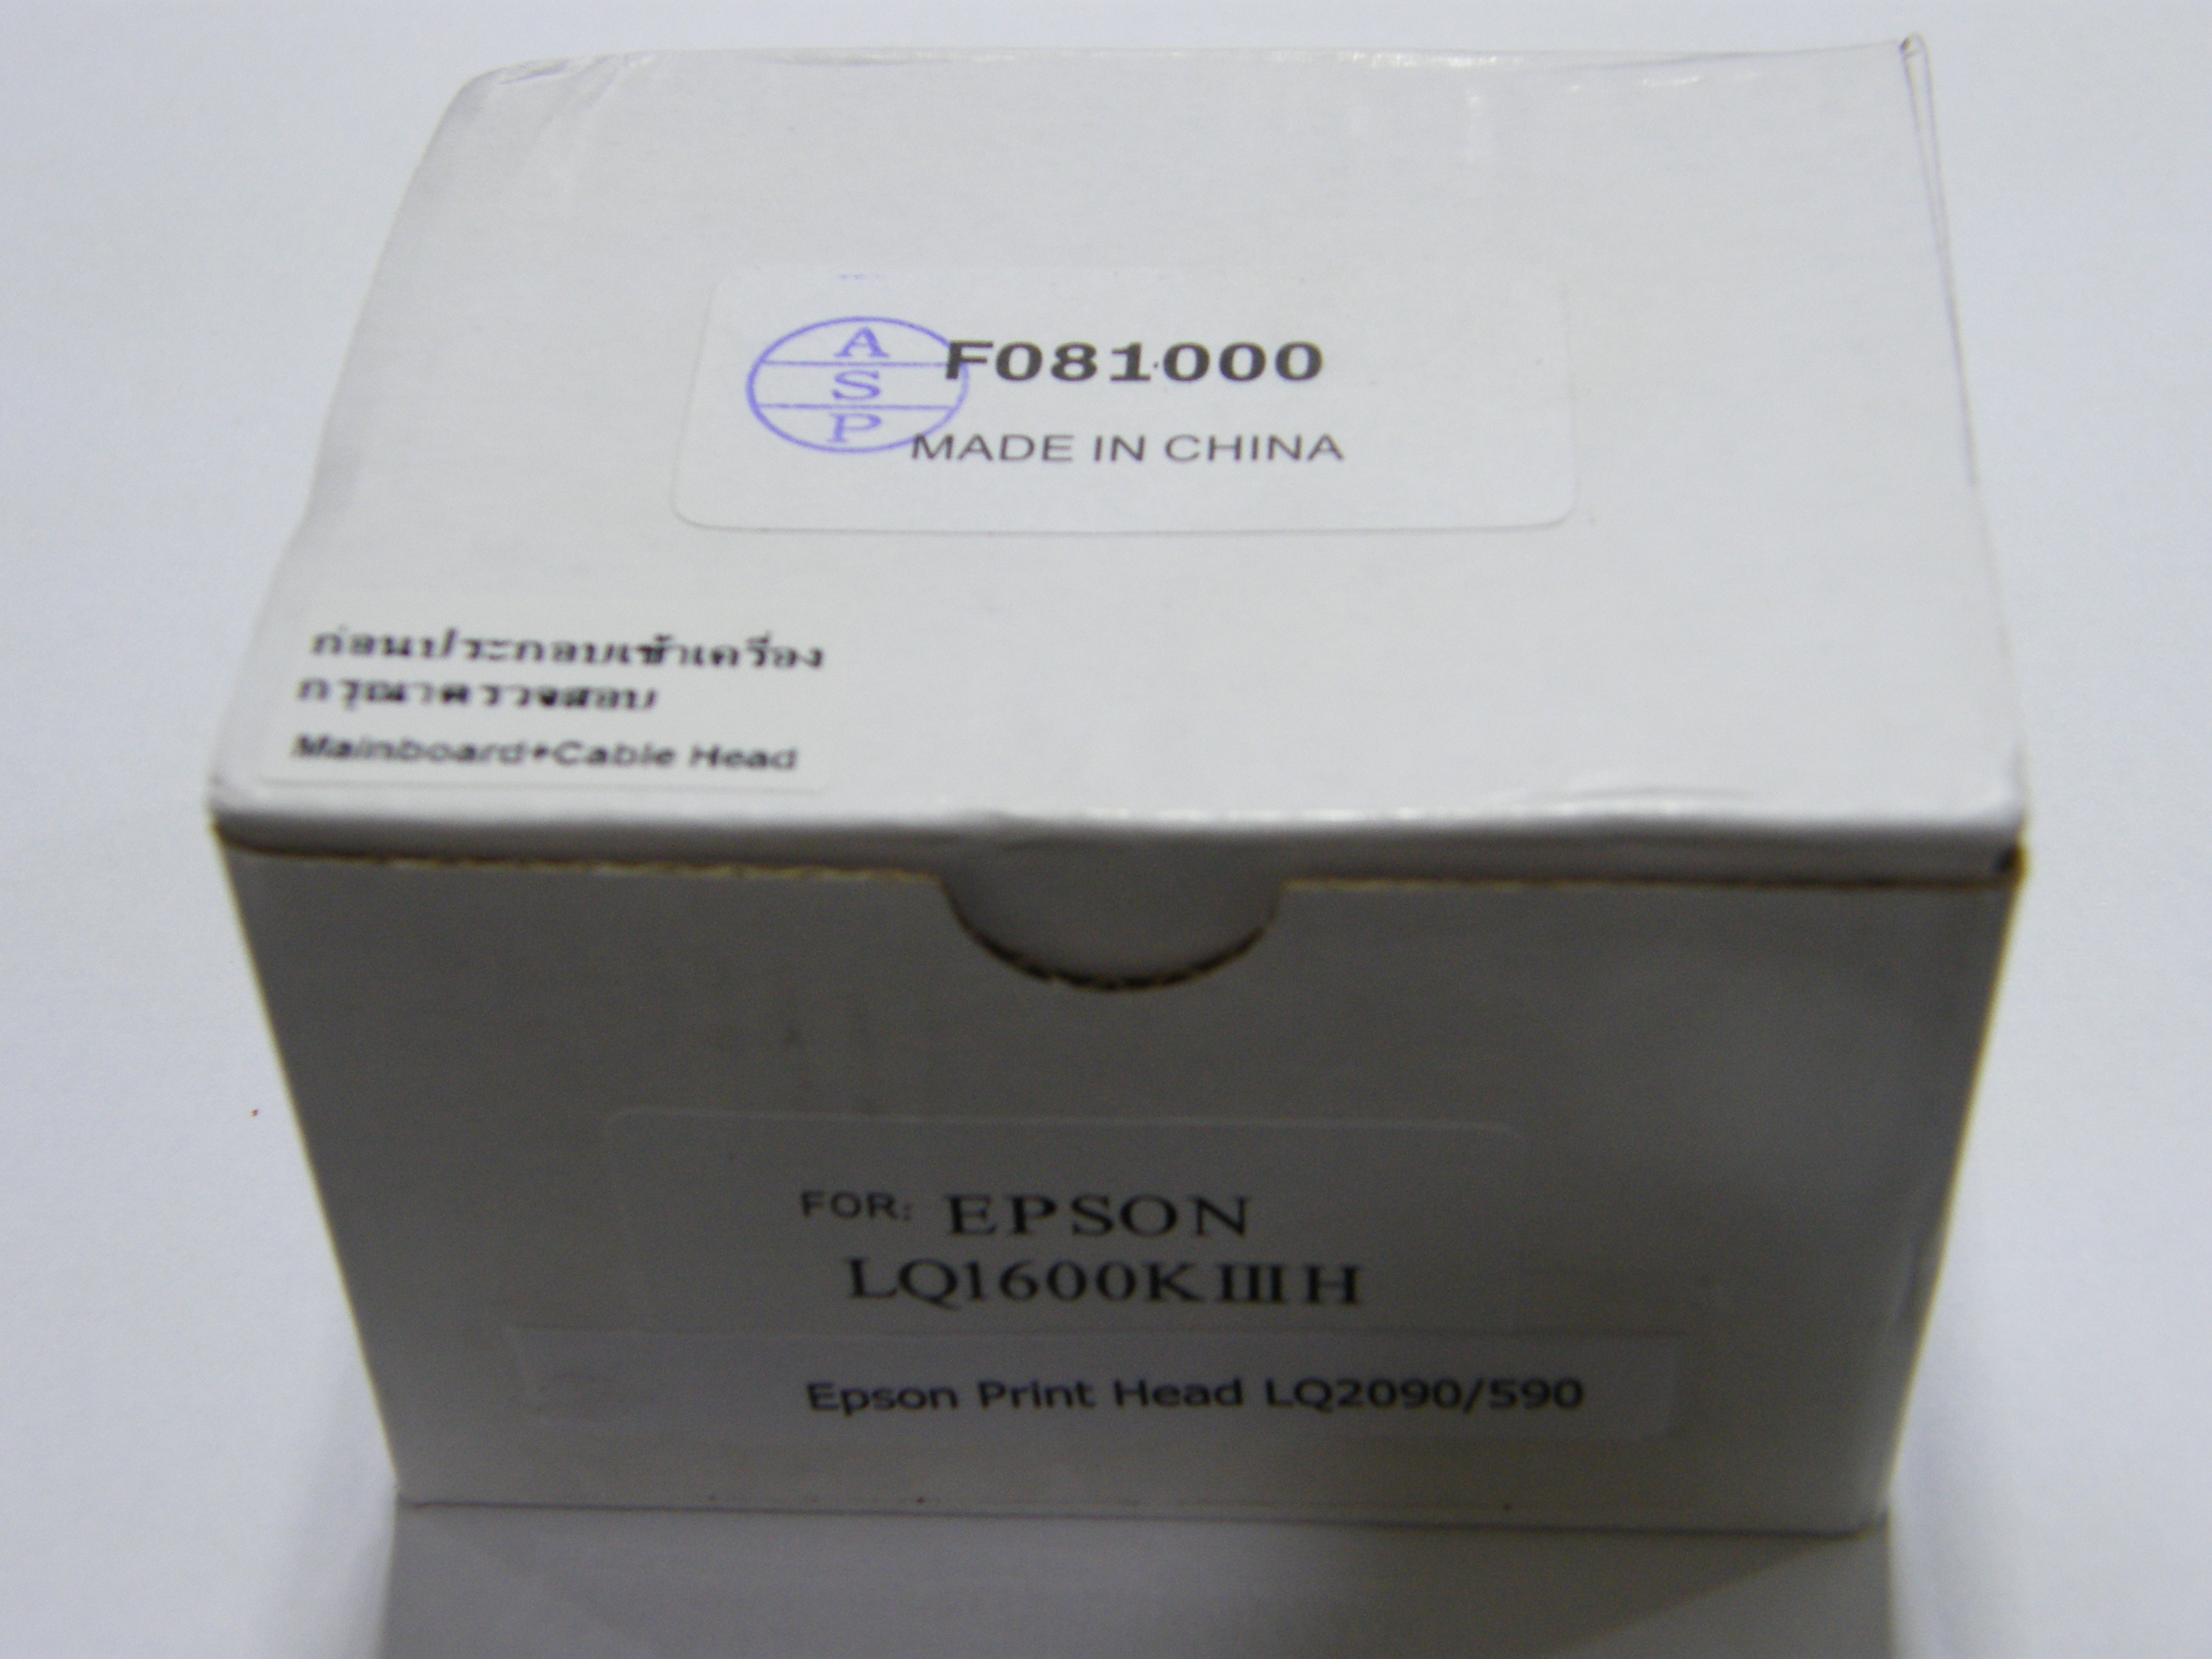 A
S
P
F081000
MADE IN CHINA
ก่อนประกอบเข้าเครื่อง
กรุณาตรวจสอบ
Mainboard+Cable Head
FOR: EPSON
LQ1600KIIIH
Epson Print Head LQ2090/590